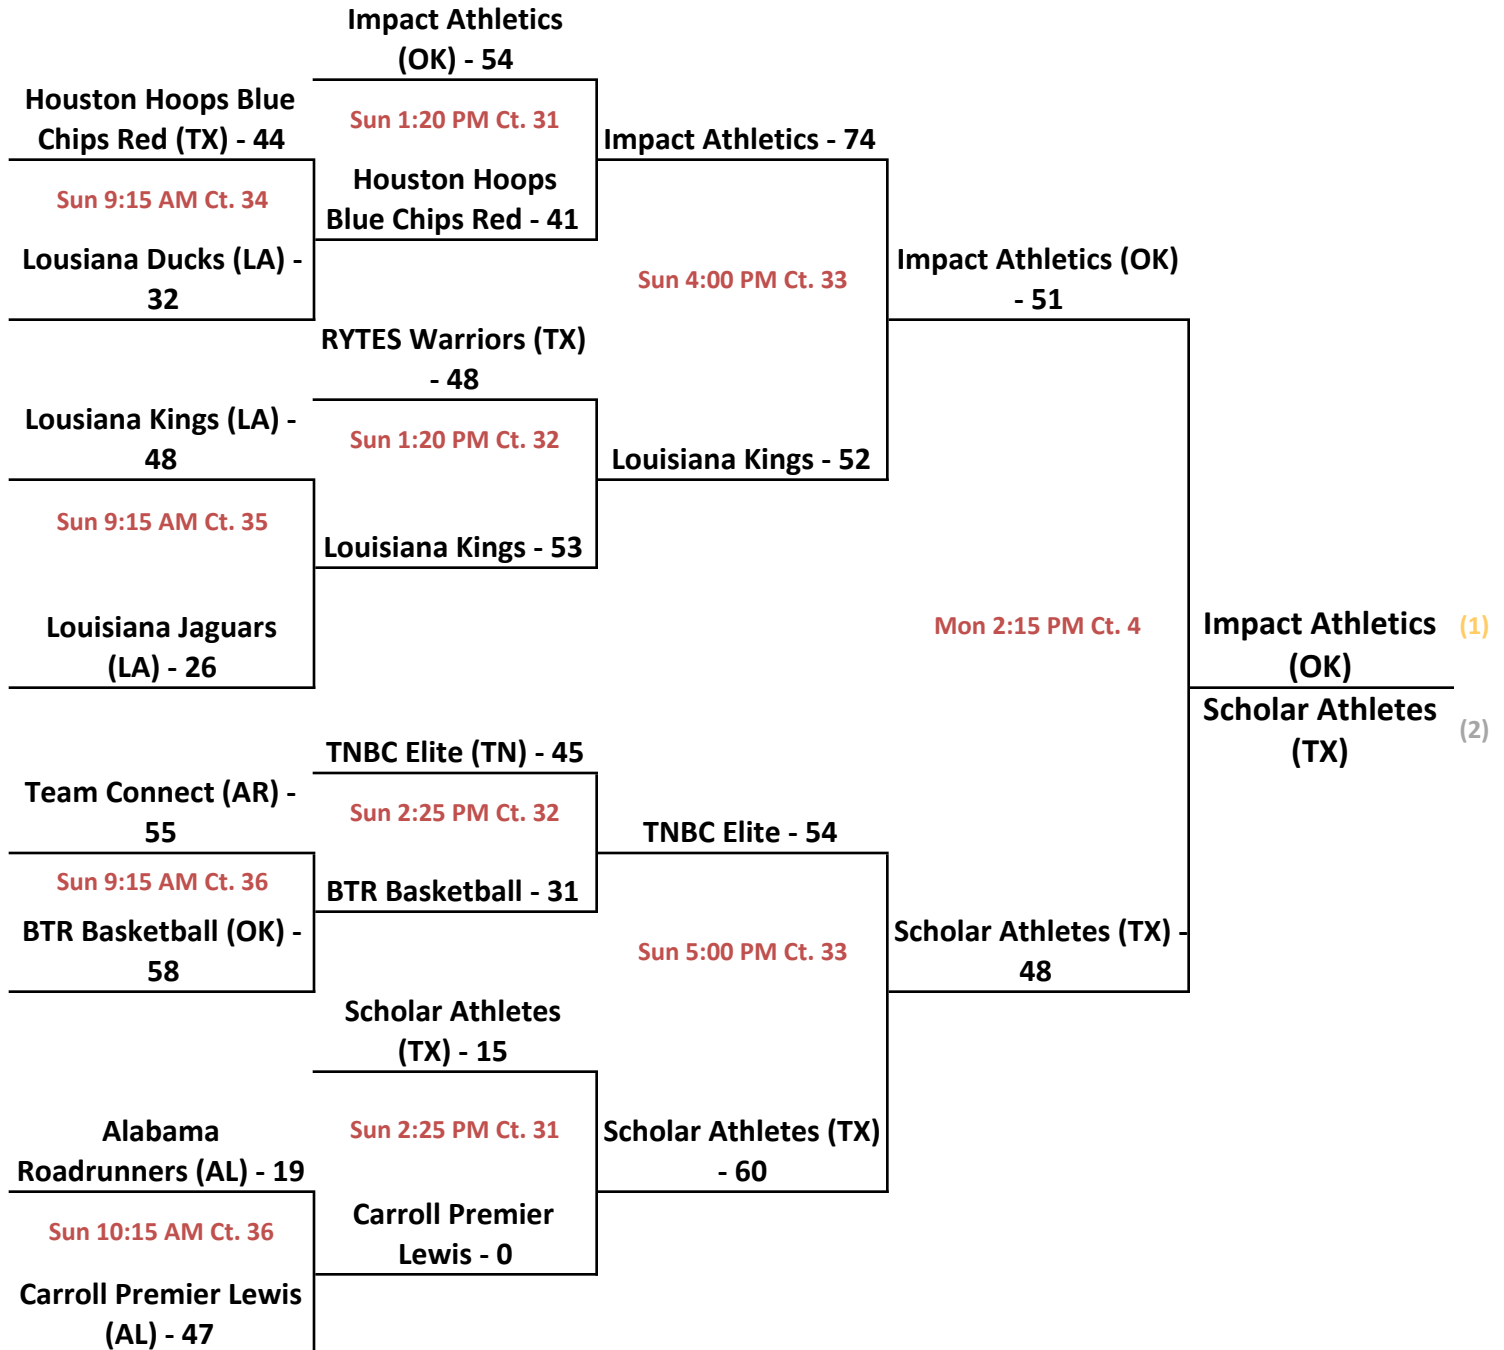 Impact Athletics
(OK) - 54
Houston Hoops Blue
Chips Red (TX) - 44
Sun 1:20 PM Ct. 31
Impact Athletics - 74
Sun 9:15 AM Ct. 34
Houston Hoops
Blue Chips Red - 41
Lousiana Ducks (LA) -
32
Sun 4:00 PM Ct. 33
Impact Athletics (OK)
- 51
RYTES Warriors (TX)
- 48
Lousiana Kings (LA) -
48
Sun 1:20 PM Ct. 32
Louisiana Kings - 52
Sun 9:15 AM Ct. 35
Louisiana Kings - 53
Louisiana Jaguars
(LA) - 26
Mon 2:15 PM Ct. 4
Impact Athletics
(OK)
(1)
Scholar Athletes
(TX)
(2)
TNBC Elite (TN) - 45
Team Connect (AR) -
55
Sun 2:25 PM Ct. 32
TNBC Elite - 54
Sun 9:15 AM Ct. 36
BTR Basketball - 31
BTR Basketball (OK) -
58
Sun 5:00 PM Ct. 33
Scholar Athletes (TX) -
48
Scholar Athletes
(TX) - 15
Alabama
Roadrunners (AL) - 19
Sun 2:25 PM Ct. 31
Scholar Athletes (TX)
- 60
Sun 10:15 AM Ct. 36
Carroll Premier
Lewis - 0
Carroll Premier Lewis
(AL) - 47